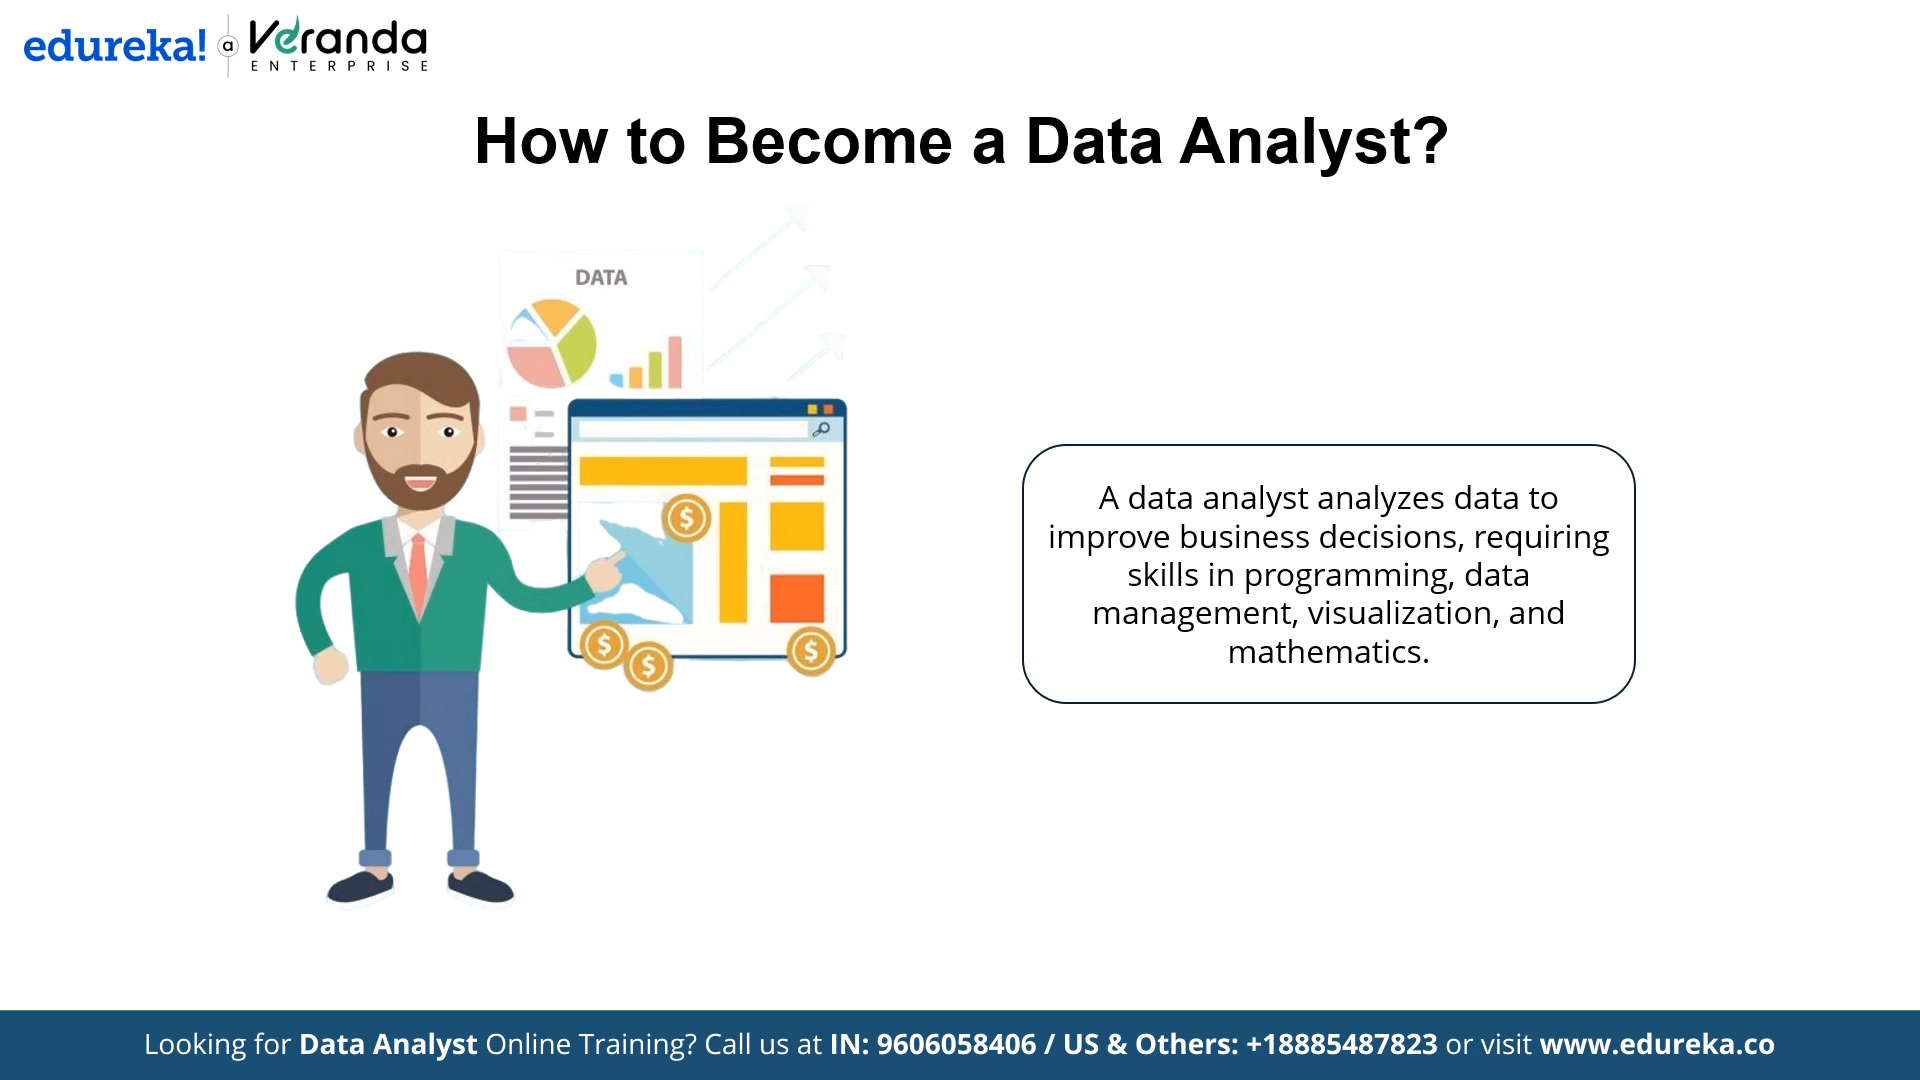 edureka! a Veranda
ENTERPRISE
How to Become a Data Analyst?
DATA
A data analyst analyzes data to
improve business decisions, requiring
skills in programming, data
management, visualization, and
mathematics.
$
$
$
$
Looking for Data Analyst Online Training? Call us at IN: 9606058406 / US & Others: +18885487823 or visit www.edureka.co